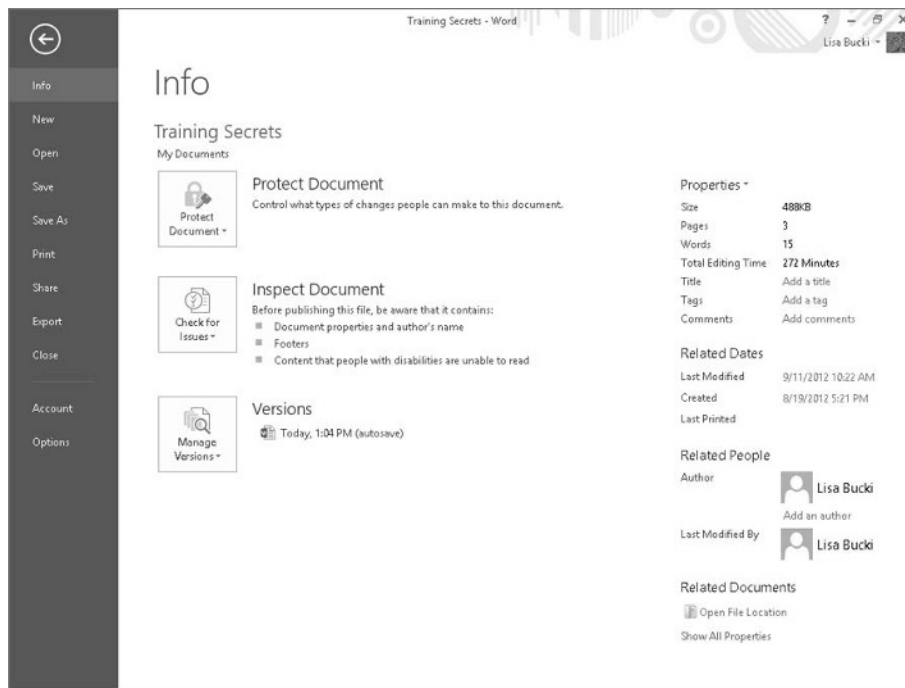 Training Secrets - Word
?
Lisa Bucki
Info
New
Open
Save
Save As
Print
Share
Export
Close
Account
Options
Info
Training Secrets
My Documents
Protect Document
Protect Document
Control what types of changes people can make to this document.
Check for Issues
Inspect Document
Before publishing this file, be aware that it contains:
Document properties and author's name
Footers
Content that people with disabilities are unable to read
Manage Versions
Versions
Today, 1:04 PM (autosave)
Properties
Size 488KB
Pages 3
Words 15
Total Editing Time 272 Minutes
Title Add a title
Tags Add a tag
Comments Add comments
Related Dates
Last Modified 9/11/2012 10:22 AM
Created 8/19/2012 5:21 PM
Last Printed
Related People
Author Lisa Bucki
Add an author
Last Modified By Lisa Bucki
Related Documents
Open File Location
Show All Properties